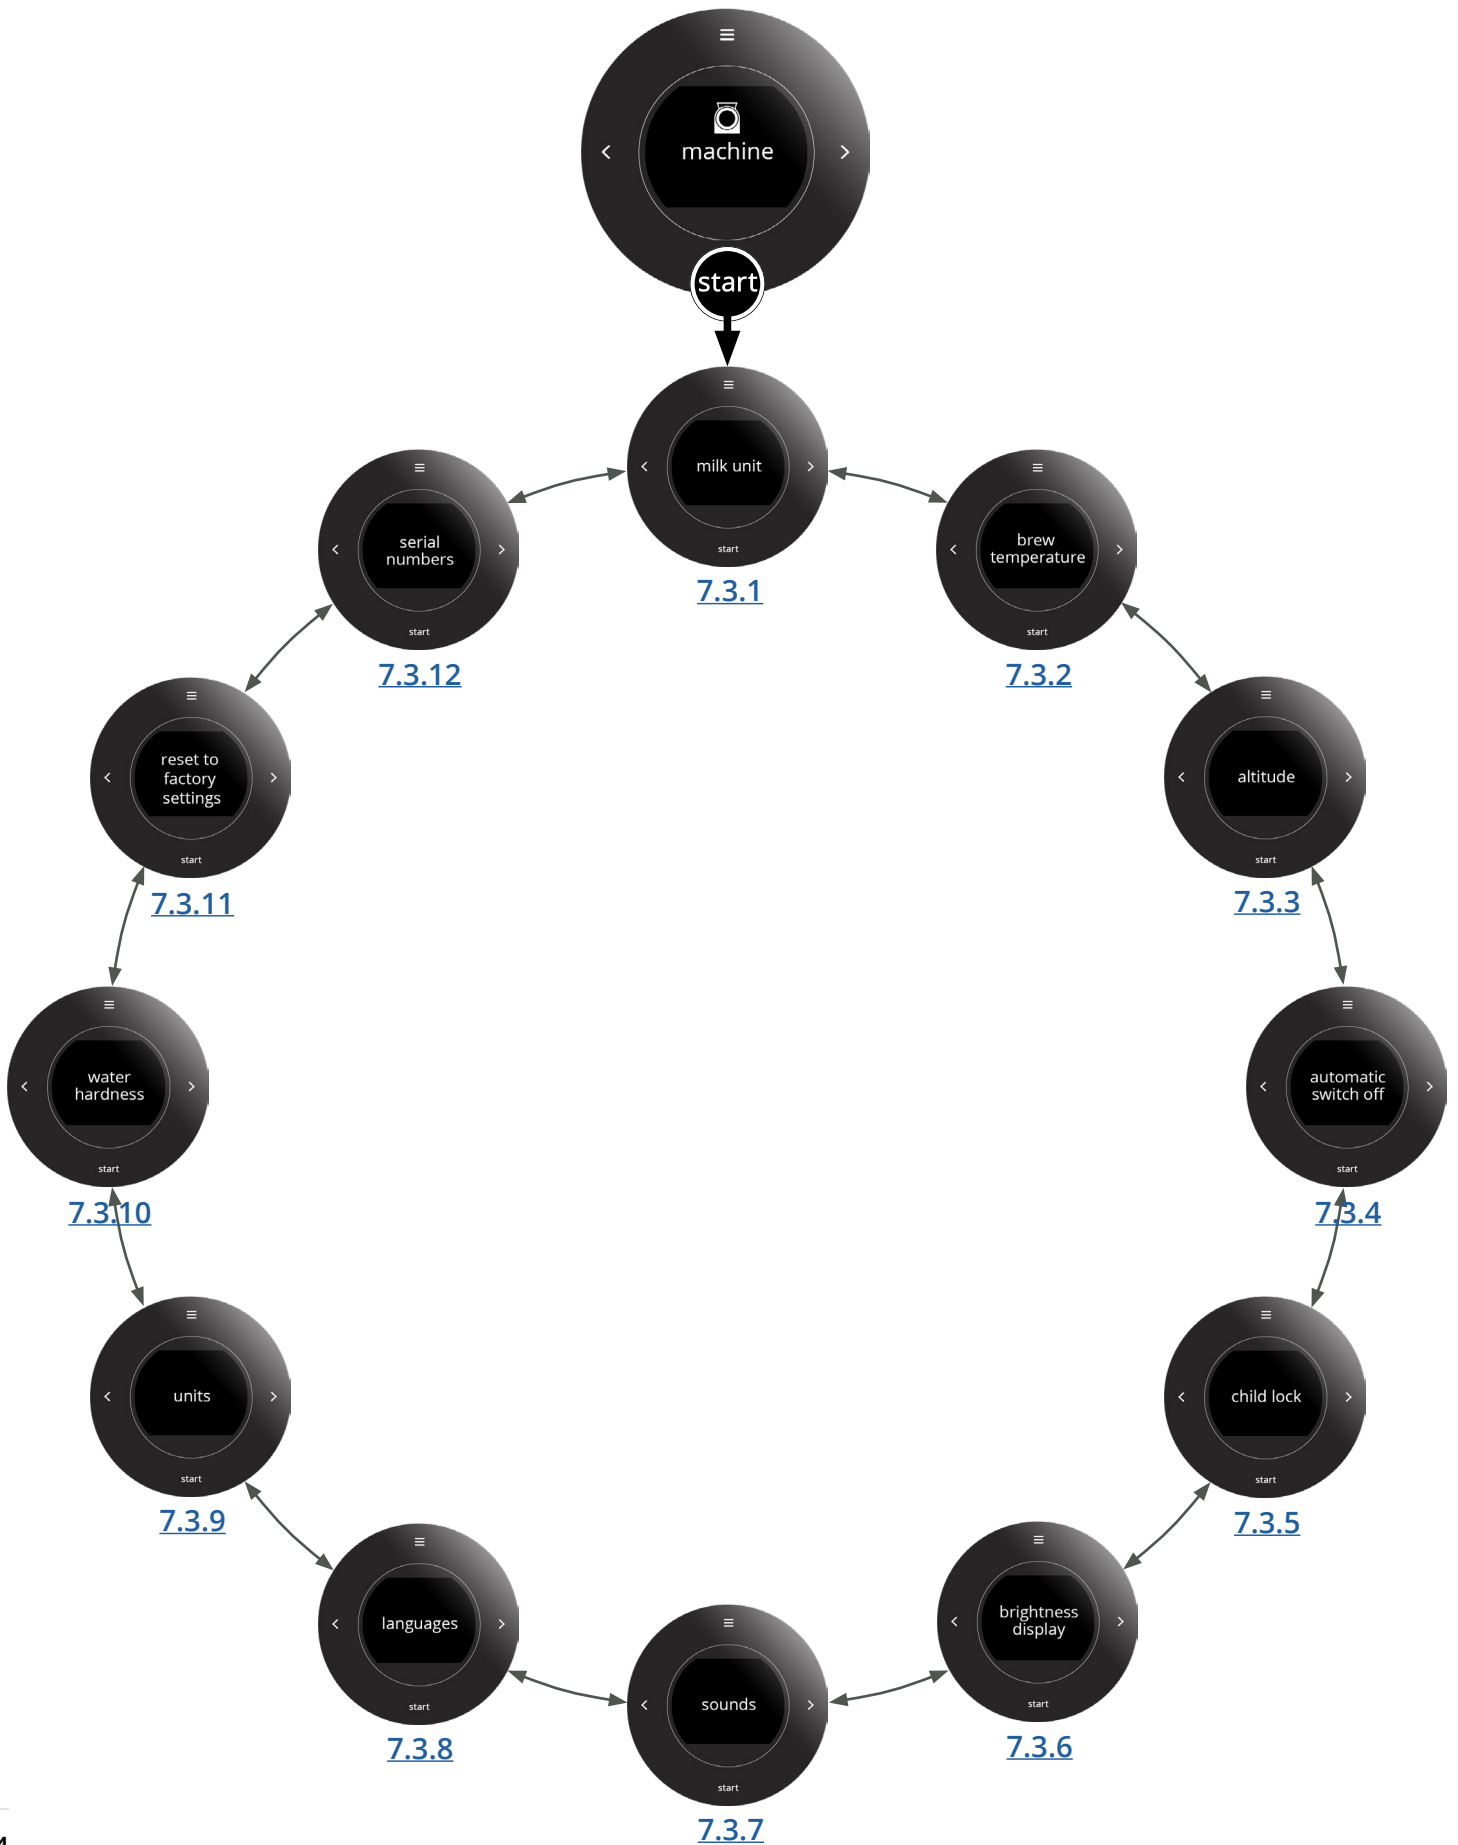 machine
start
milk unit
start
7.3.1
brew
temperature
start
7.3.2
altitude
start
7.3.3
automatic
switch off
start
7.3.4
child lock
start
7.3.5
brightness
display
start
7.3.6
sounds
start
7.3.7
languages
start
7.3.8
units
start
7.3.9
water
hardness
start
7.3.10
reset to
factory
settings
start
7.3.11
serial
numbers
start
7.3.12